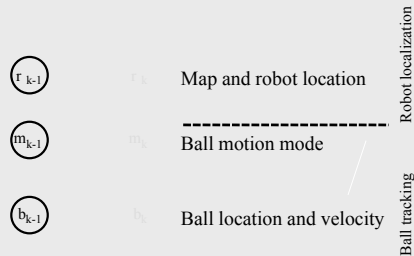 r k-1 r k Map and robot location
m k-1 m k Ball motion mode
b k-1 b k Ball location and velocity
Robot localization
Ball tracking